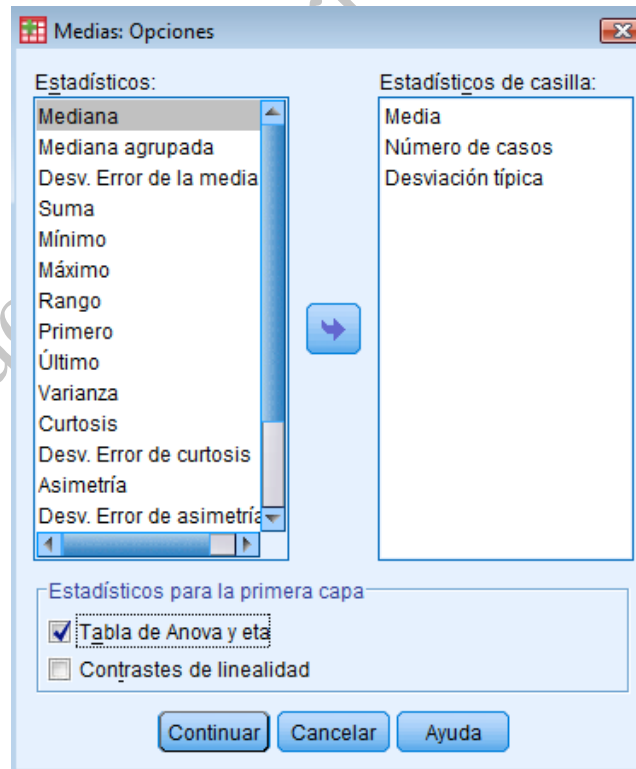 Medias: Opciones
Estadísticos:
Mediana
Mediana agrupada
Desv. Error de la media
Suma
Mínimo
Máximo
Rango
Primero
Último
Varianza
Curtosis
Desv. Error de curtosis
Asimetría
Desv. Error de asimetría
Estadísticos de casilla:
Media
Número de casos
Desviación típica
Estadísticos para la primera capa
Tabla de Anova y eta
Contrastes de linealidad
Continuar Cancelar Ayuda